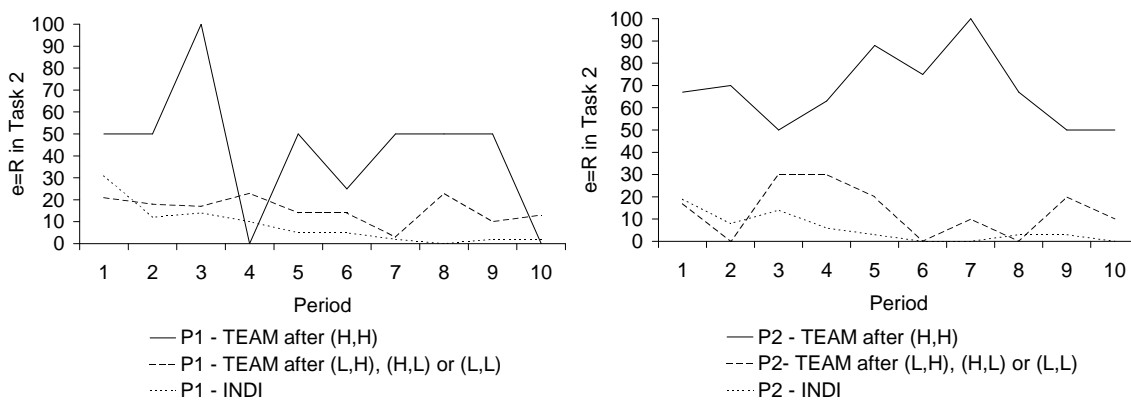 e=R in Task 2
100
90
80
70
60
50
40
30
20
10
0
1 2 3 4 5 6 7 8 9 10
Period
P1 - TEAM after (H,H)
P1 - TEAM after (L,H), (H,L) or (L,L)
P1 - INDI
e=R in Task 2
100
90
80
70
60
50
40
30
20
10
0
1 2 3 4 5 6 7 8 9 10
Period
P2 - TEAM after (H,H)
P2- TEAM after (L,H), (H,L) or (L,L)
P2 - INDI